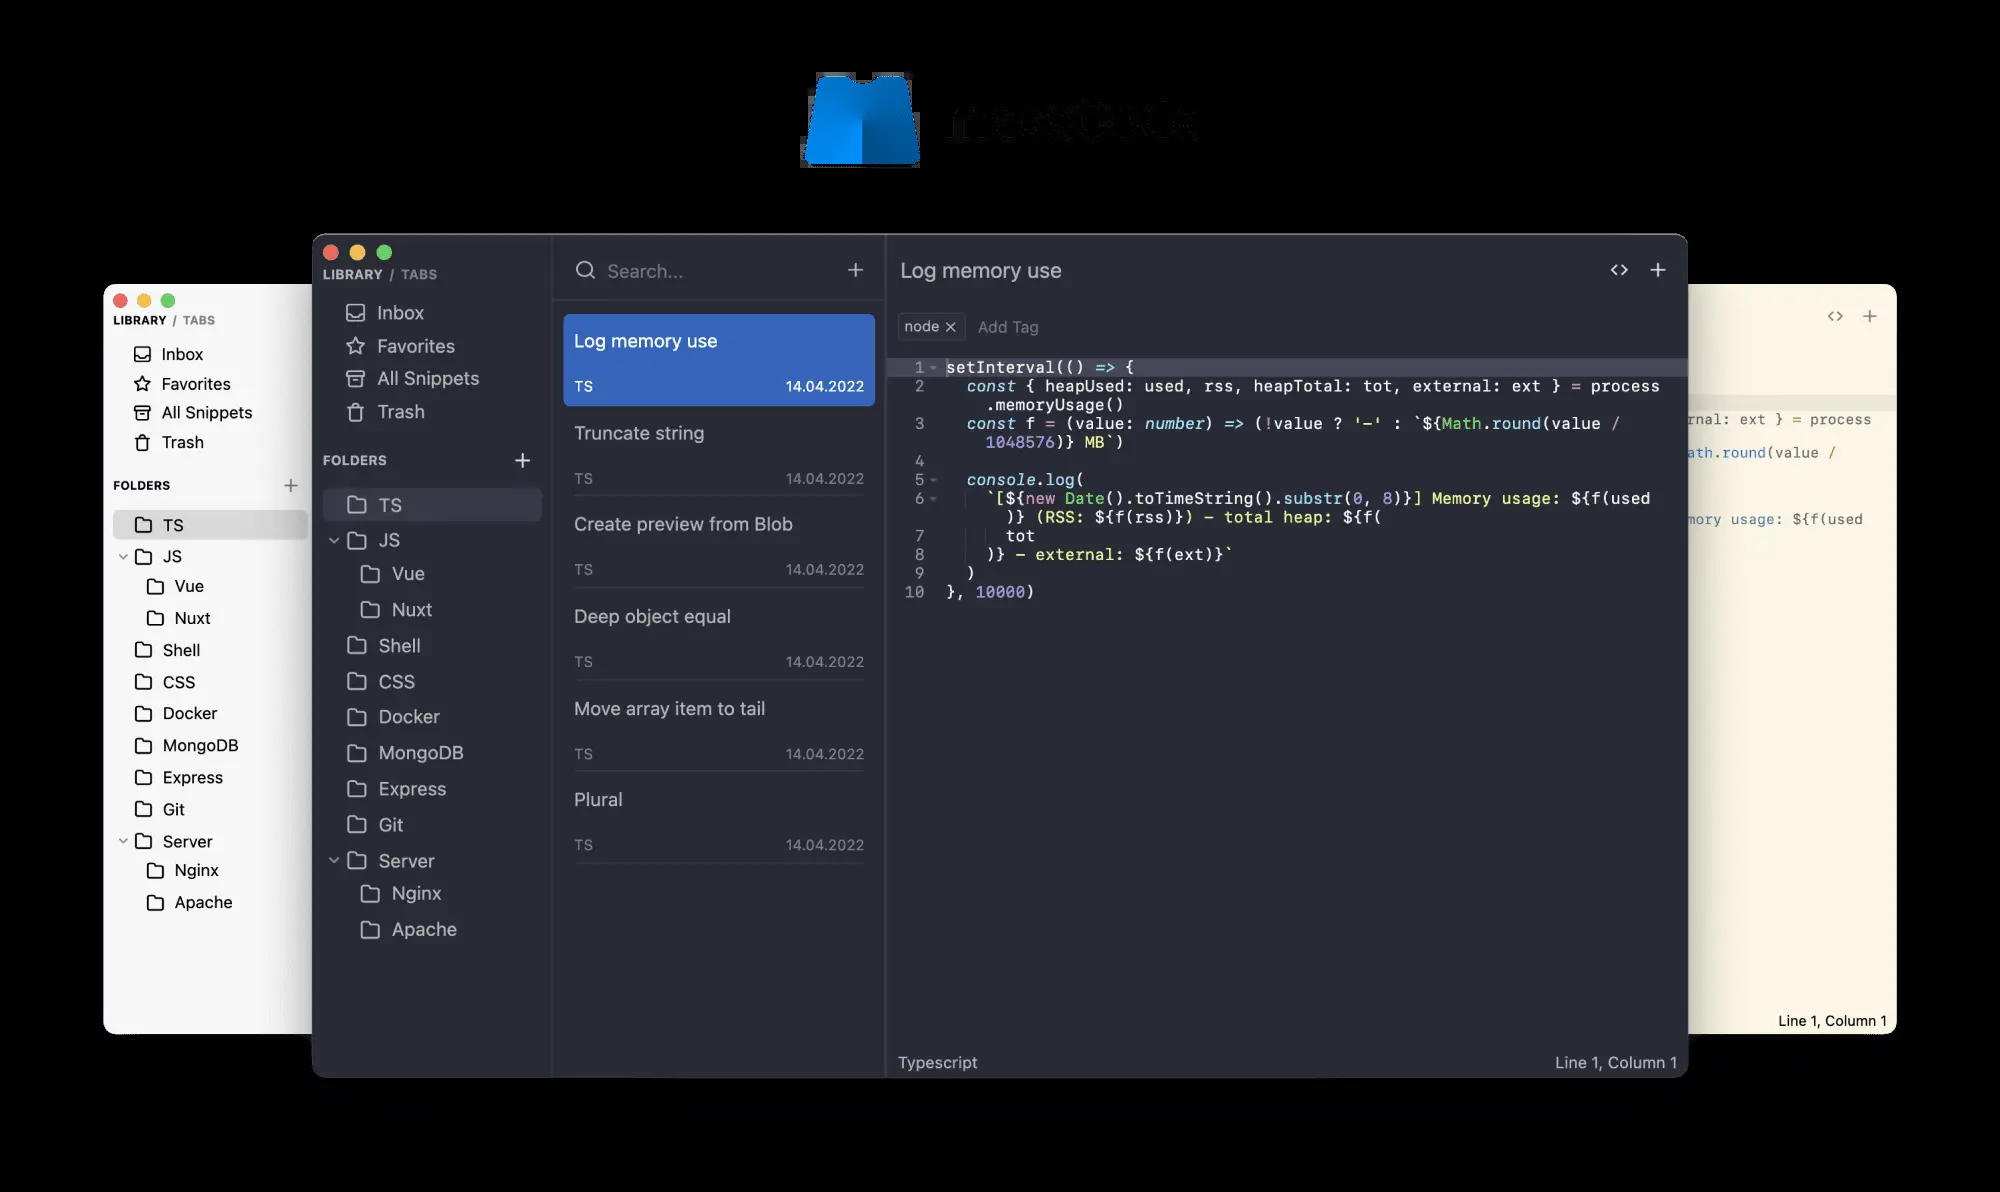 LIBRARY / TABS
Inbox
Favorites
All Snippets
Trash
FOLDERS
TS
JS
Vue
Nuxt
Shell
CSS
Docker
MongoDB
Express
Git
Server
Nginx
Apache
LIBRARY / TABS
Inbox
Favorites
All Snippets
Trash
FOLDERS
TS
JS
Vue
Nuxt
Shell
CSS
Docker
MongoDB
Express
Git
Server
Nginx
Apache
Search...
Log memory use
TS 14.04.2022
Truncate string
TS 14.04.2022
Create preview from Blob
TS 14.04.2022
Deep object equal
TS 14.04.2022
Move array item to tail
TS 14.04.2022
Plural
TS 14.04.2022
Log memory use
node Add Tag
1 setInterval(() => {
2 const { heapUsed: used, rss, heapTotal: tot, external: ext } = process
.memoryUsage()
3 const f = (value: number) => (!value ? '-' : `${Math.round(value /
1048576)} MB`)
4
5 console.log(
6 `[${new Date().toTimeString().substr(0, 8)}] Memory usage: ${f(used
)} (RSS: ${f(rss)}) - total heap: ${f(
7 tot
8 )} - external: ${f(ext)}`
9 )
10 }, 10000)
Typescript
Line 1, Column 1
rnal: ext } = process
ath.round(value /
mory usage: ${f(used
Line 1, Column 1